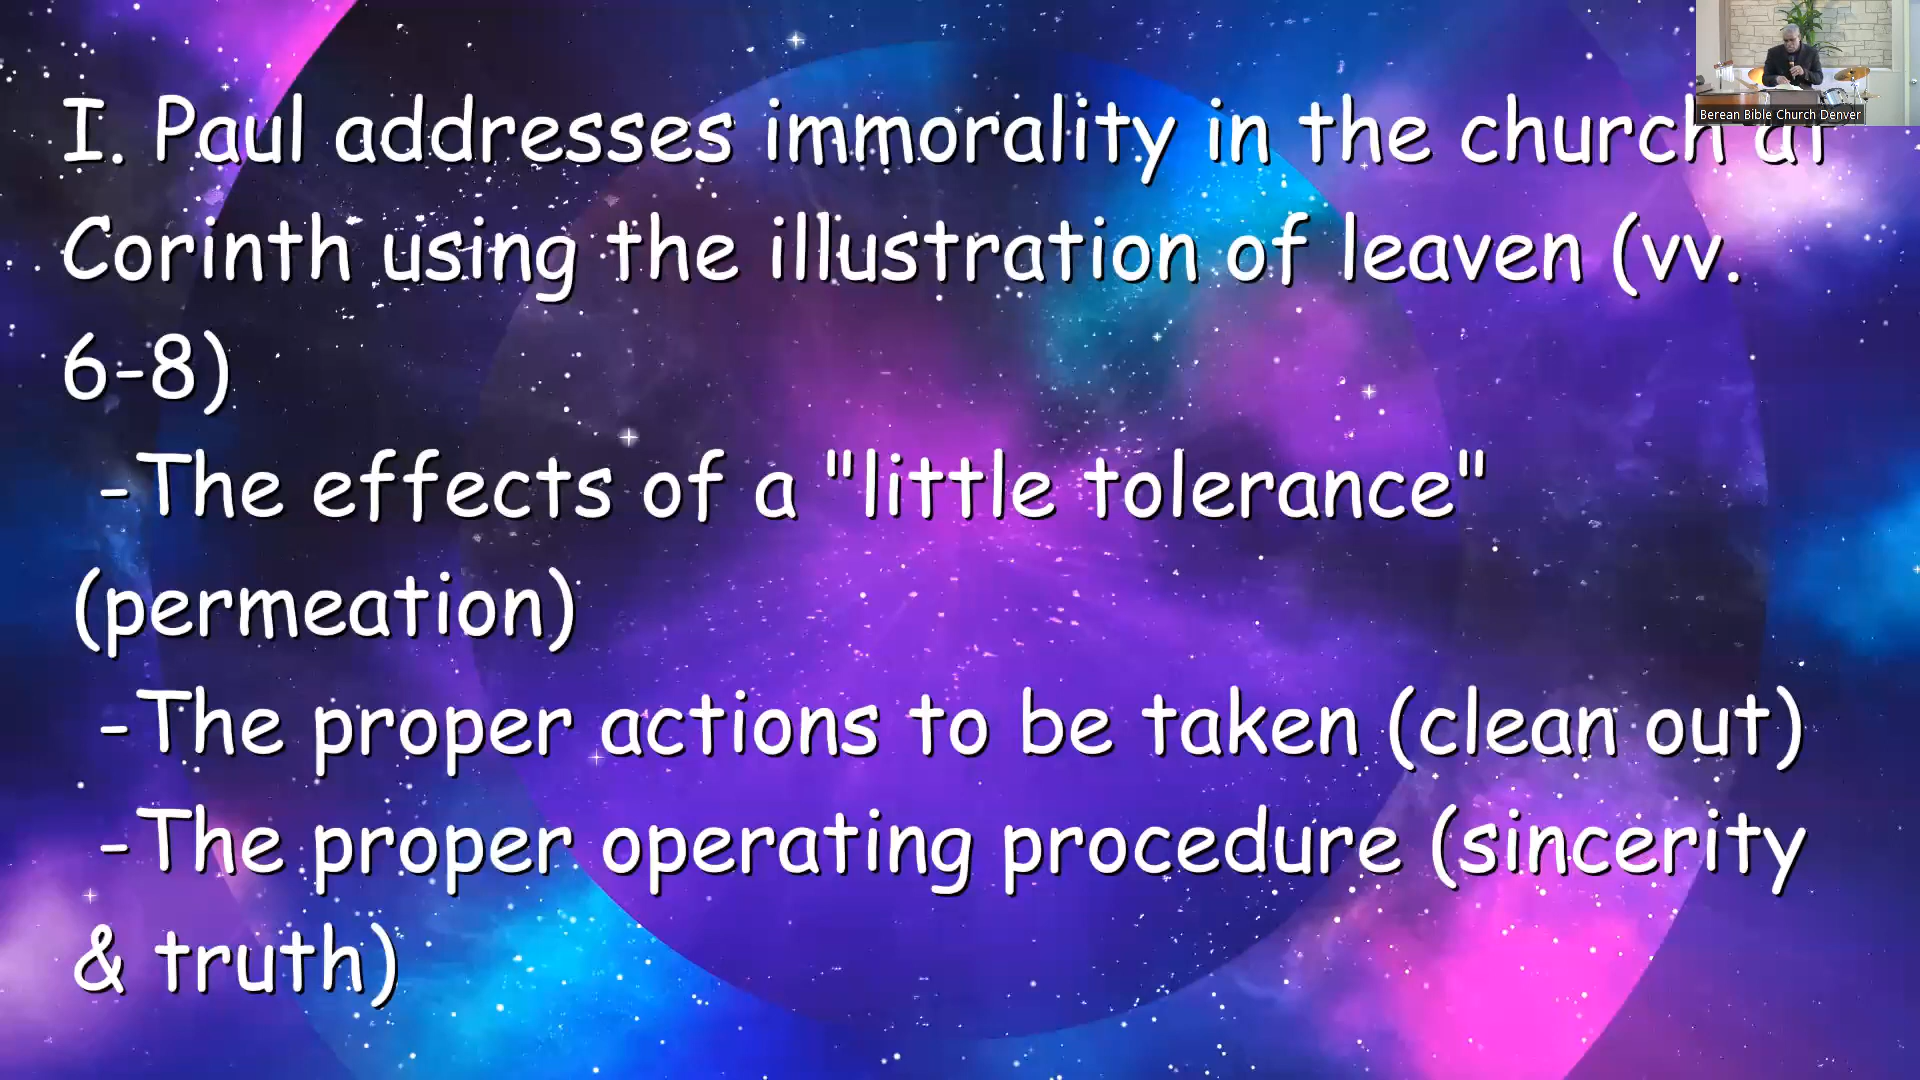 I. Paul addresses immorality in the church at
Corinth using the illustration of leaven (vv.
6-8)
-The effects of a "little tolerance"
(permeation)
-The proper actions to be taken (clean out)
-The proper operating procedure (sincerity
& truth)
Berean Bible Church Denver